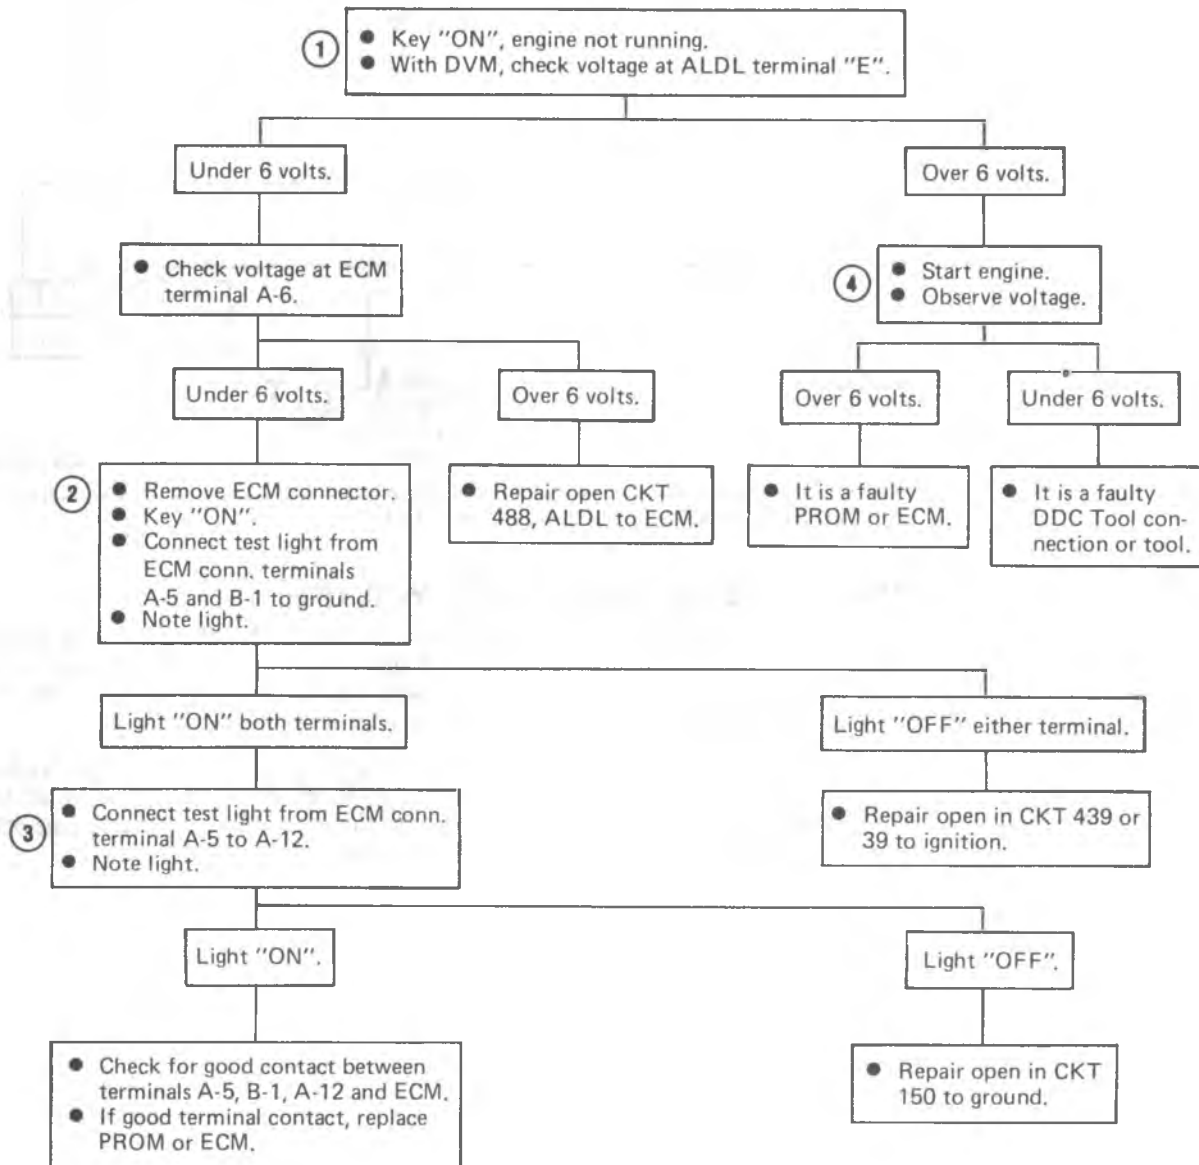 1
● Key "ON", engine not running.
● With DVM, check voltage at ALDL terminal "E".
Under 6 volts.
Over 6 volts.
● Check voltage at ECM
terminal A-6.
4
● Start engine.
● Observe voltage.
Under 6 volts.
Over 6 volts.
Over 6 volts.
Under 6 volts.
2
● Remove ECM connector.
● Key "ON".
● Connect test light from
ECM conn. terminals
A-5 and B-1 to ground.
● Note light.
● Repair open CKT
488, ALDL to ECM.
● It is a faulty
PROM or ECM.
● It is a faulty
DDC Tool con-
nection or tool.
Light "ON" both terminals.
Light "OFF" either terminal.
3
● Connect test light from ECM conn.
terminal A-5 to A-12.
● Note light.
● Repair open in CKT 439 or
39 to ignition.
Light "ON".
Light "OFF".
● Check for good contact between
terminals A-5, B-1, A-12 and ECM.
● If good terminal contact, replace
PROM or ECM.
● Repair open in CKT
150 to ground.